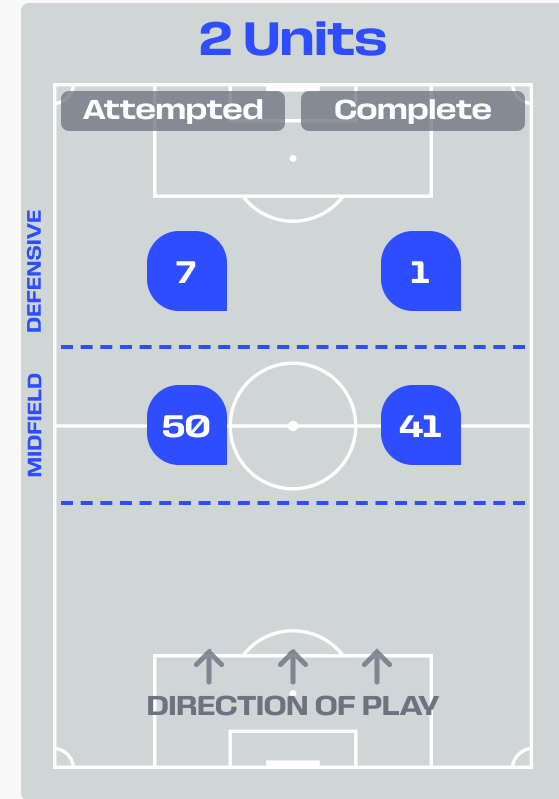 2 Units
Attempted Complete
DEFENSIVE
7 1
MIDFIELD
50 41
DIRECTION OF PLAY